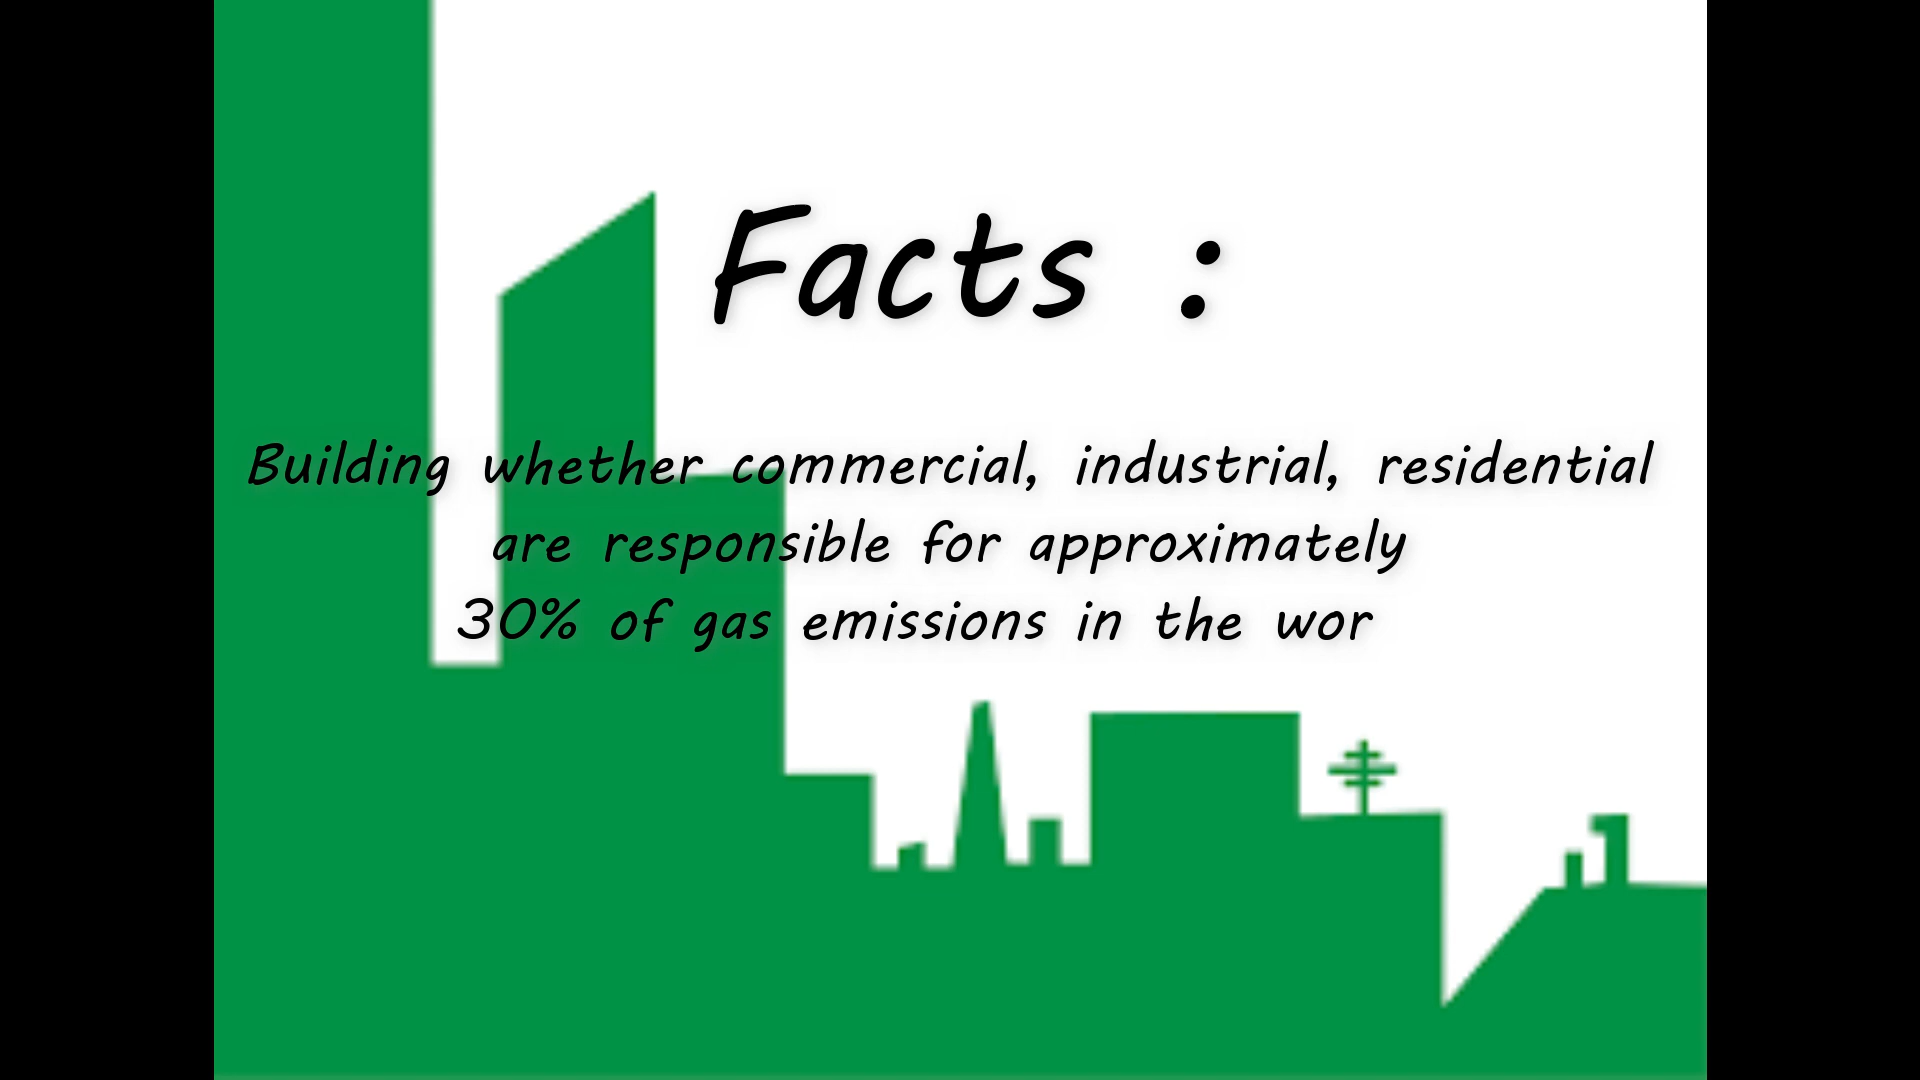 Facts :
Building whether commercial, industrial, residential
are responsible for approximately
30% of gas emissions in the wor